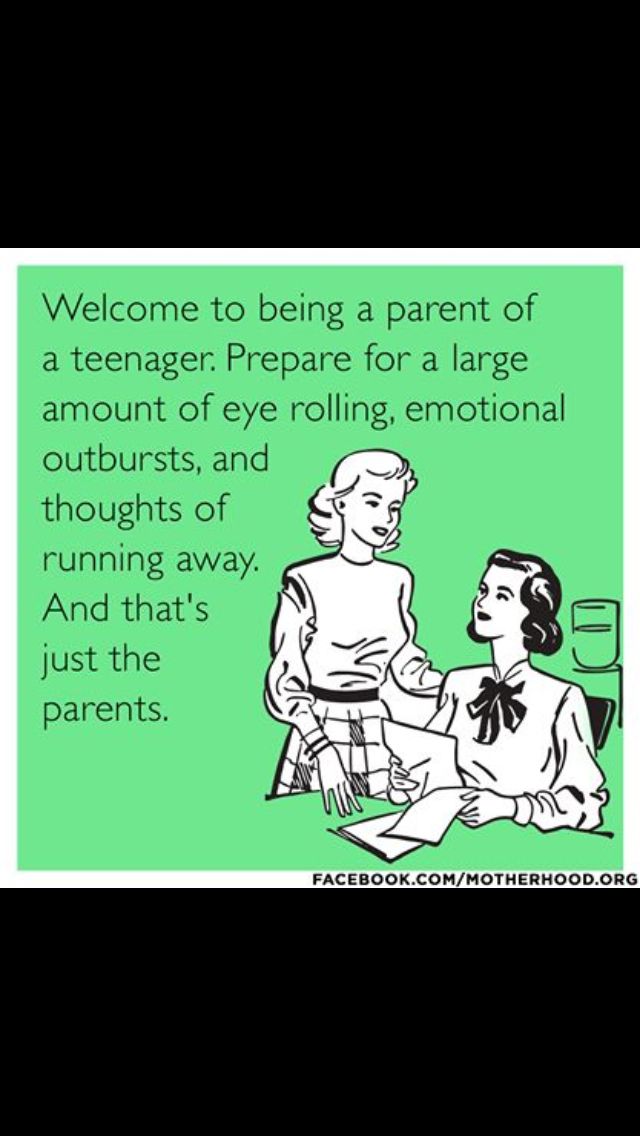 Welcome to being a parent of
a teenager. Prepare for a large
amount of eye rolling, emotional
outbursts, and
thoughts of
running away.
And that's
just the
parents.
FACEBOOK.COM/MOTHERHOOD.ORG